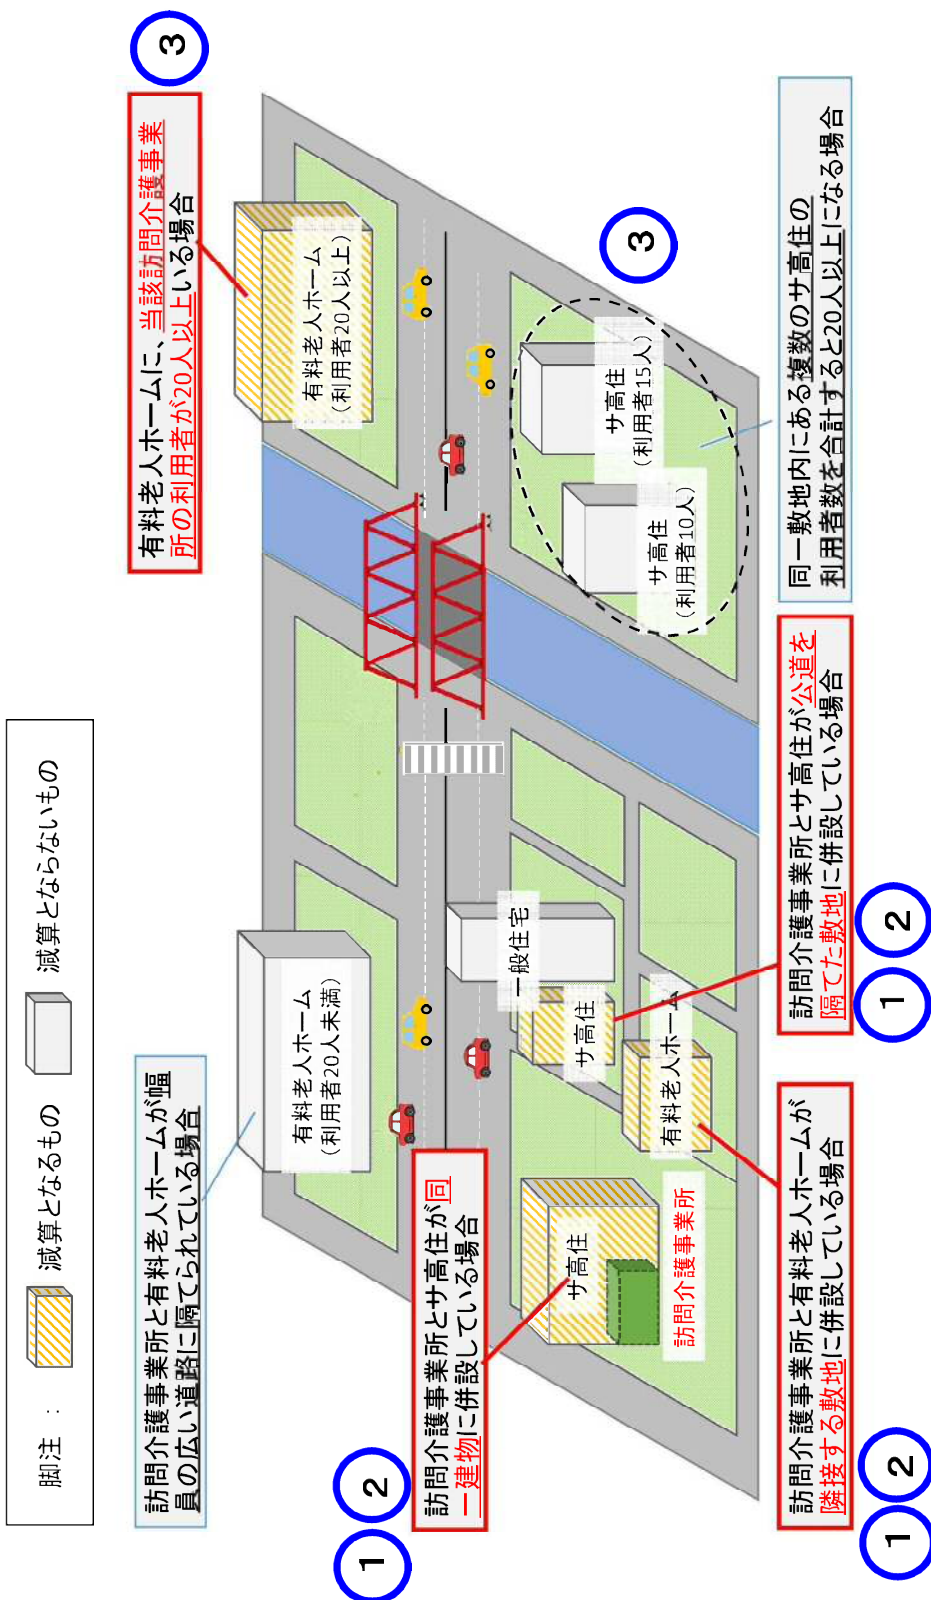 脚注 ：
減算となるもの
減算とならないもの
訪問介護事業所と有料老人ホームが幅
員の広い道路に隔てられている場合
有料老人ホームに、当該訪問介護事業
所の利用者が20人以上いる場合
3
有料老人ホーム
（利用者20人未満）
有料老人ホーム
（利用者20人以上）
1
2
訪問介護事業所とサ高住が同
一建物に併設している場合
サ高住
訪問介護事業所
サ高住
一般住宅
有料老人ホーム
サ高住
（利用者10人）
サ高住
（利用者15人）
3
訪問介護事業所と有料老人ホームが
隣接する敷地に併設している場合
1
2
訪問介護事業所とサ高住が公道を
隔てた敷地に併設している場合
1
2
同一敷地内にある複数のサ高住の
利用者数を合計すると20人以上になる場合